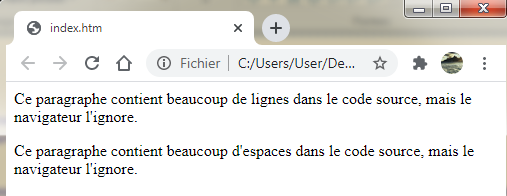 index.htm
Fichier
C:/Users/User/De...
Ce paragraphe contient beaucoup de lignes dans le code source, mais le
navigateur l'ignore.
Ce paragraphe contient beaucoup d'espaces dans le code source, mais le
navigateur l'ignore.